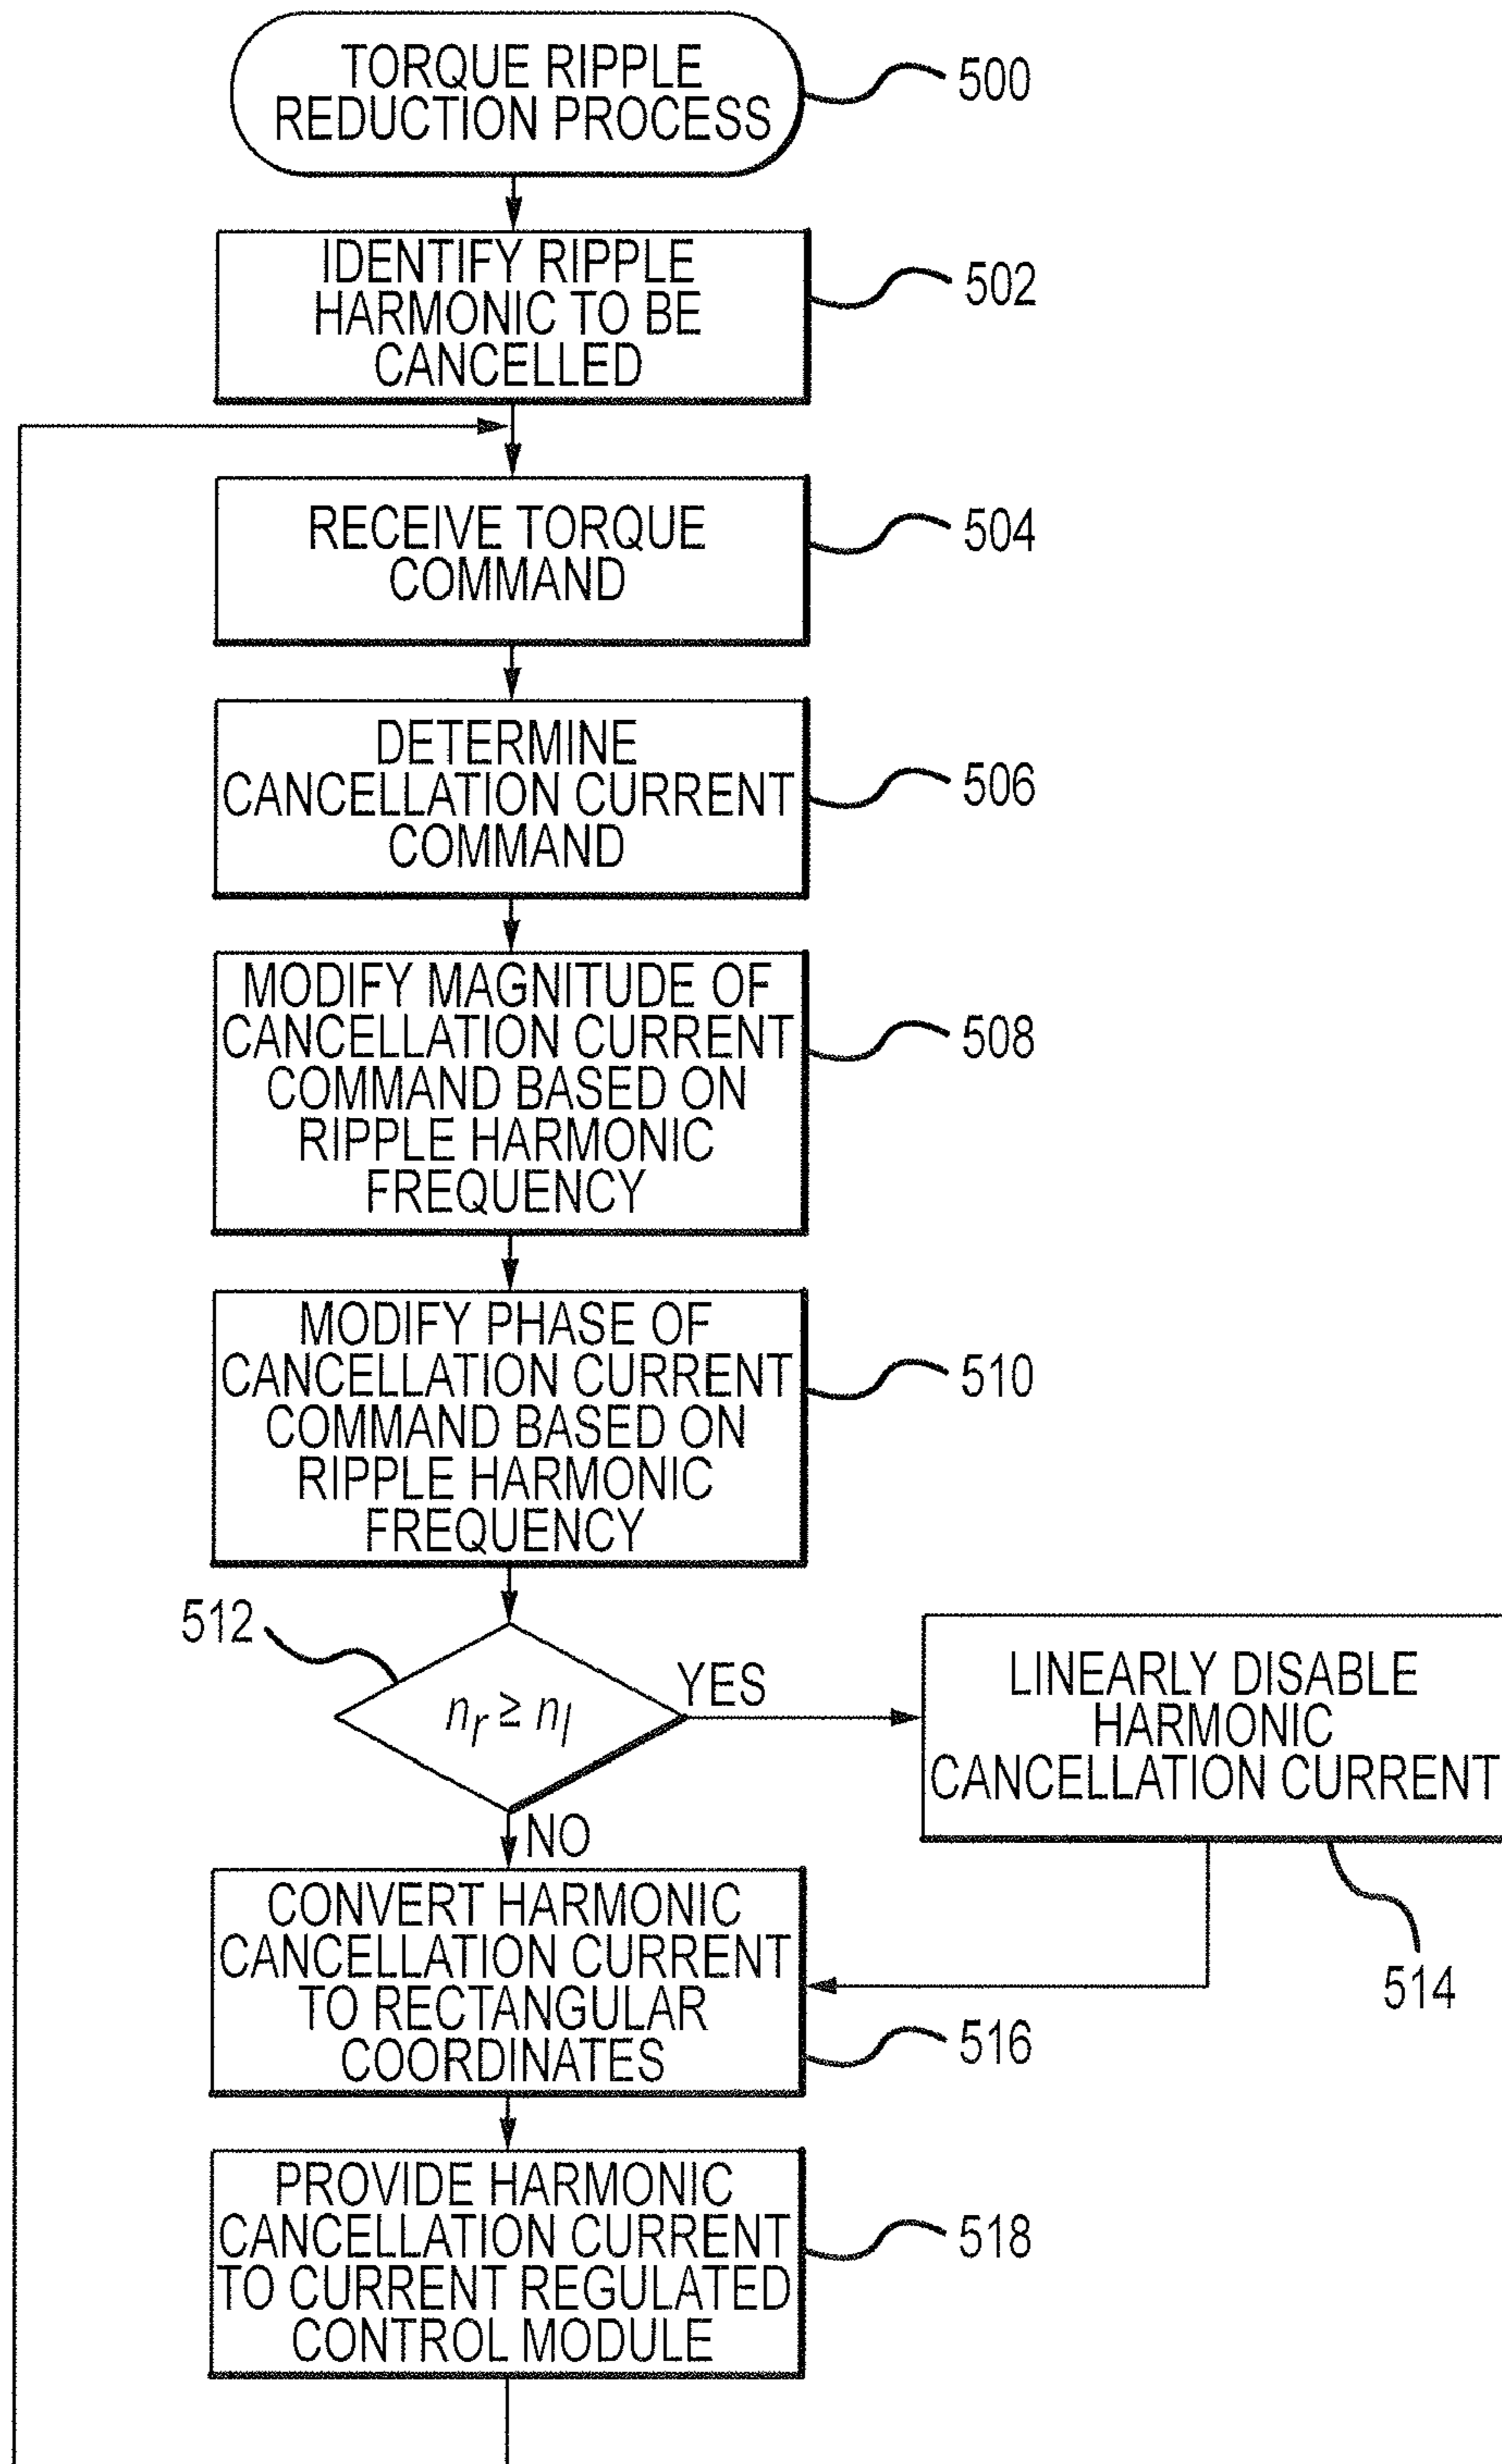 TORQUE RIPPLE
REDUCTION PROCESS
500
IDENTIFY RIPPLE
HARMONIC TO BE
CANCELLED
502
RECEIVE TORQUE
COMMAND
504
DETERMINE
CANCELLATION CURRENT
COMMAND
506
MODIFY MAGNITUDE OF
CANCELLATION CURRENT
COMMAND BASED ON
RIPPLE HARMONIC
FREQUENCY
508
MODIFY PHASE OF
CANCELLATION CURRENT
COMMAND BASED ON
RIPPLE HARMONIC
FREQUENCY
510
512
n_r ≥ n_l
YES
NO
LINEARLY DISABLE
HARMONIC
CANCELLATION CURRENT
514
CONVERT HARMONIC
CANCELLATION CURRENT
TO RECTANGULAR
COORDINATES
516
PROVIDE HARMONIC
CANCELLATION CURRENT
TO CURRENT REGULATED
CONTROL MODULE
518